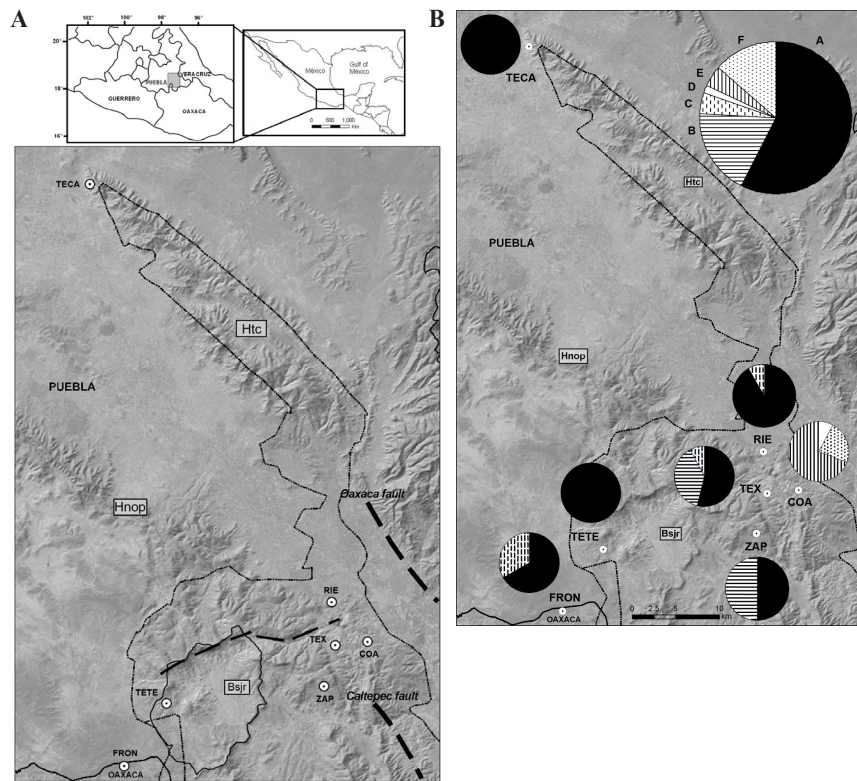 A
102° 100° 98° 96°
20°
18°
16°
PUEBLA
VERACRUZ
GUERRERO
OAXACA
México
Gulf of
México
0 500 1,000
Km
TECA
Htc
PUEBLA
Hnop
Oaxaca fault
RIE
TEX
COA
TETE
Bsjr
ZAP
Caltepec fault
FRON
OAXACA
B
TECA
F
A
E
D
C
B
Htc
PUEBLA
Hnop
RIE
TEX
COA
Bsjr
TETE
ZAP
FRON
OAXACA
0 2.5 5 10
km